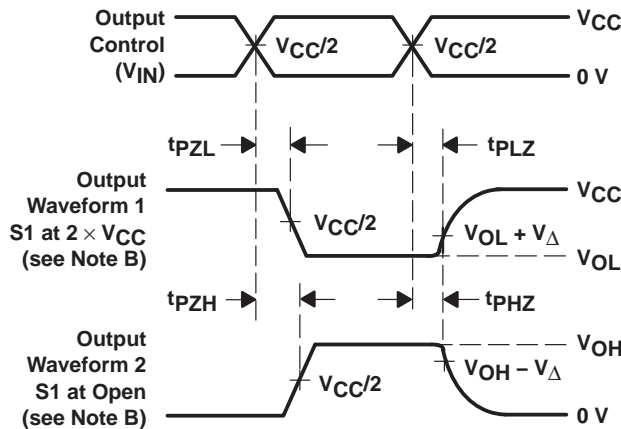 Output
Control
(VIN)
VCC/2
VCC/2
VCC
0 V
tPZL
tPLZ
Output
Waveform 1
S1 at 2 × VCC
(see Note B)
VCC/2
VCC
VOL + VΔ
VOL
tPZH
tPHZ
Output
Waveform 2
S1 at Open
(see Note B)
VCC/2
VOH
VOH − VΔ
0 V